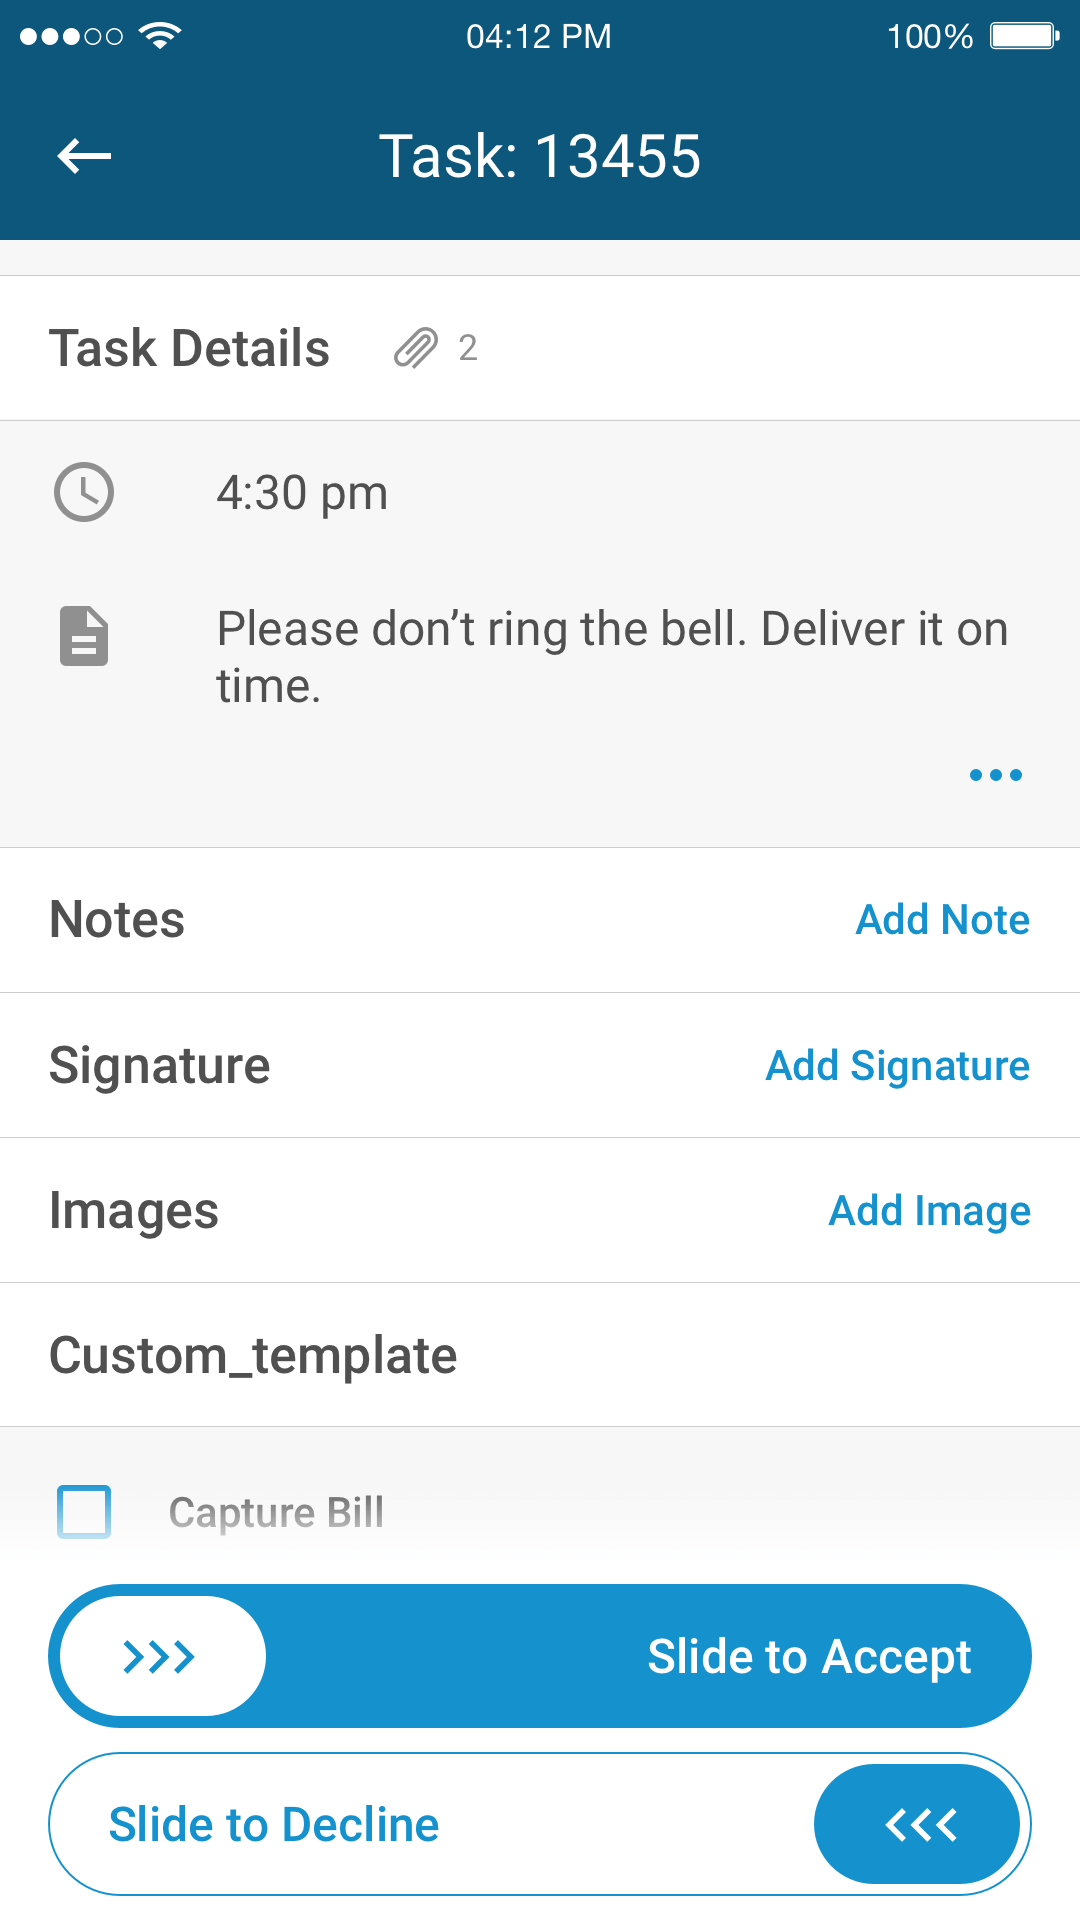 04:12 PM
100%
Task: 13455
Task Details
2
4:30 pm
Please don’t ring the bell. Deliver it on
time.
Notes
Add Note
Signature
Add Signature
Images
Add Image
Custom_template
Capture Bill
Slide to Accept
Slide to Decline